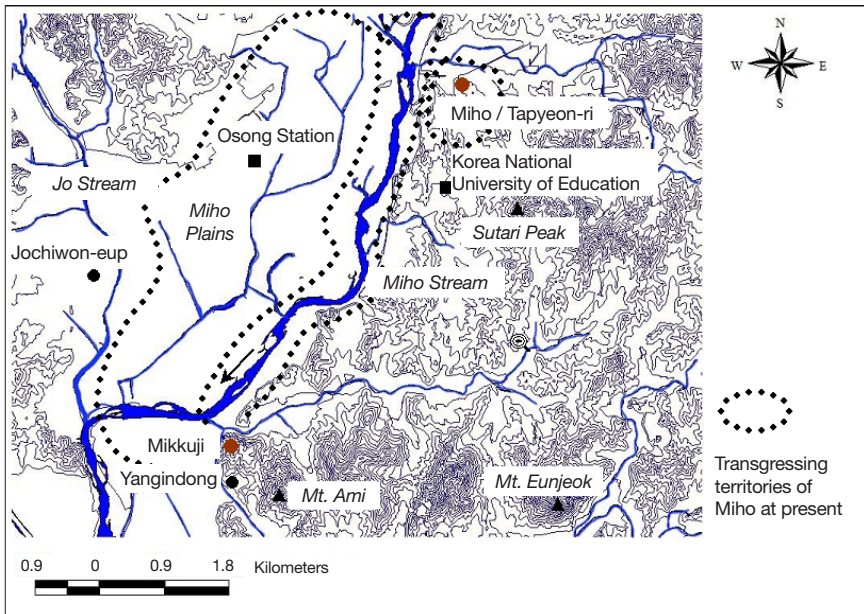 N
W
E
S
Miho / Tapyeon-ri
Osong Station
Korea National
University of Education
Jo Stream
Miho
Plains
Sutari Peak
Jochiwon-eup
Miho Stream
Mikkuji
Yangindong
Mt. Ami
Mt. Eunjeok
Transgressing
territories of
Miho at present
0.9 0 0.9 1.8 Kilometers